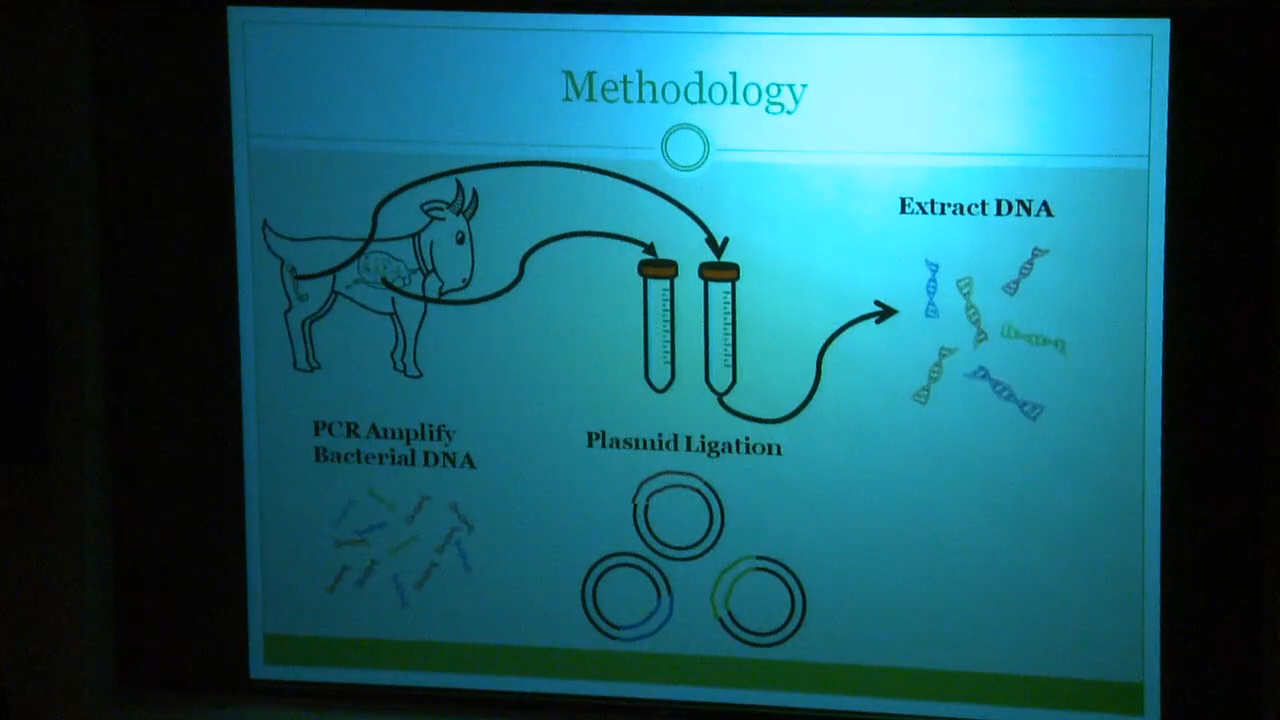 Methodology
Extract DNA
PCR Amplify
Bacterial DNA
Plasmid Ligation